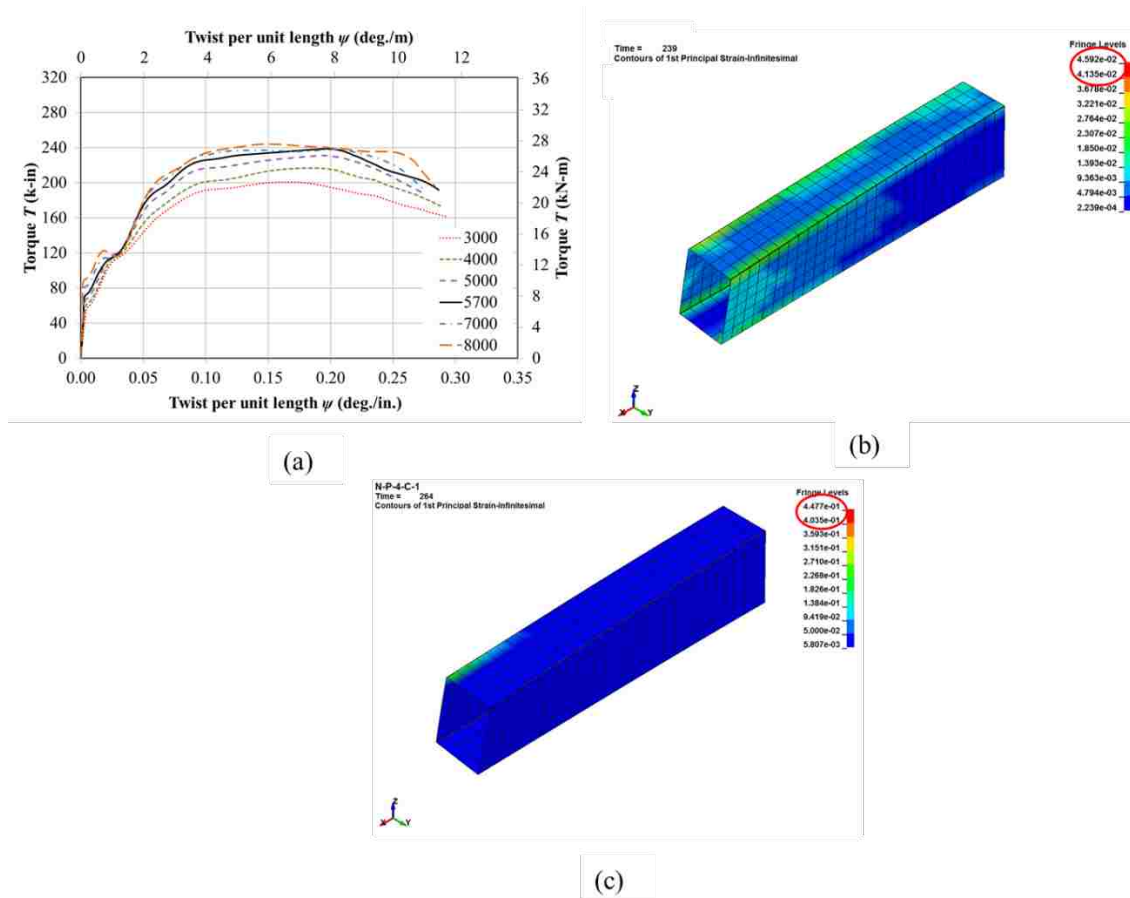 Twist per unit length ψ (deg./m)
0 2 4 6 8 10 12
320
280
240
200
160
120
80
40
0
Torque T (k-in)
36
32
28
24
20
16
12
8
4
0
Torque T (kN-m)
3000
4000
5000
5700
7000
8000
0.00 0.05 0.10 0.15 0.20 0.25 0.30 0.35
Twist per unit length ψ (deg./in.)
(a)
Time = 239
Contours of 1st Principal Strain-Infinitesimal
Fringe Levels
4.592e-02
4.135e-02
3.678e-02
3.221e-02
2.764e-02
2.307e-02
1.850e-02
1.393e-02
9.363e-03
4.794e-03
2.239e-04
Z
X Y
(b)
N-P-4-C-1
Time = 264
Contours of 1st Principal Strain-Infinitesimal
Fringe Levels
4.477e-01
4.035e-01
3.593e-01
3.151e-01
2.710e-01
2.268e-01
1.826e-01
1.384e-01
9.419e-02
5.000e-02
5.807e-03
Z
X Y
(c)